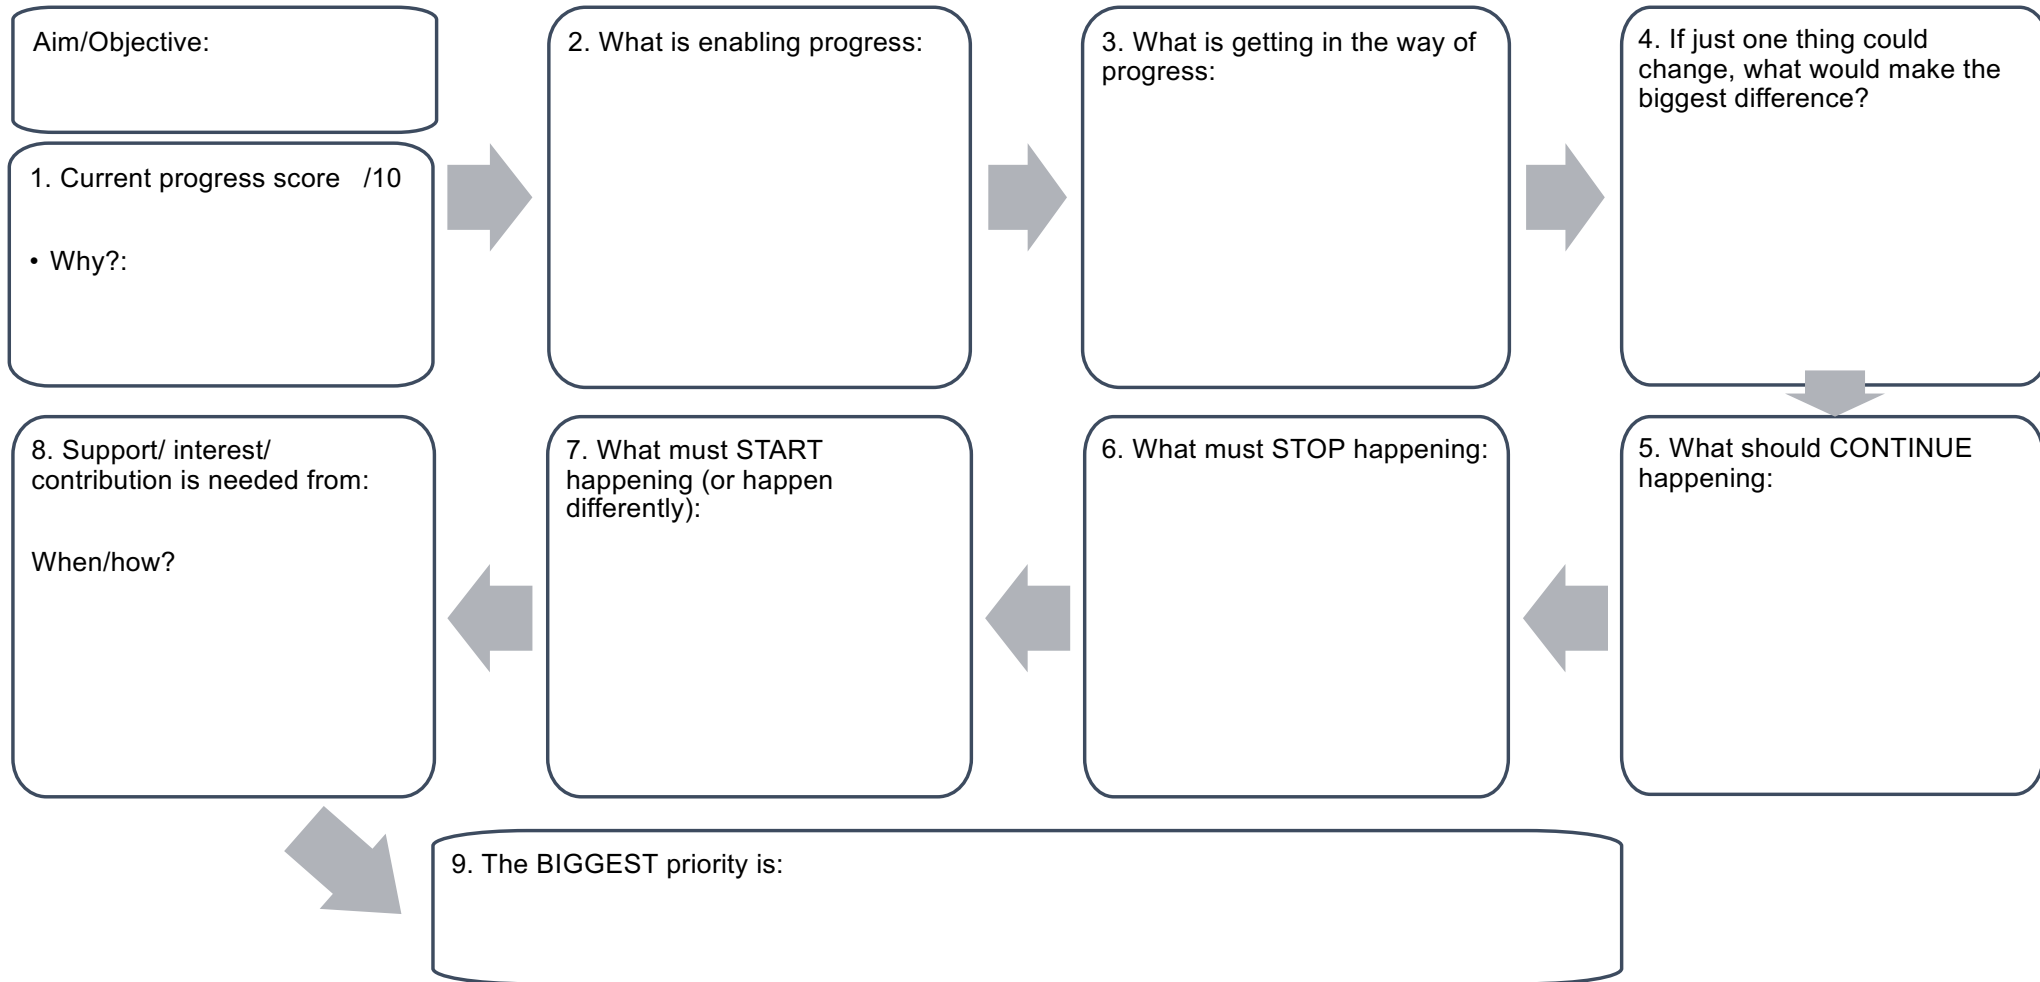 Aim/Objective:
1. Current progress score /10
• Why?:
2. What is enabling progress:
3. What is getting in the way of
progress:
4. If just one thing could
change, what would make the
biggest difference?
5. What should CONTINUE
happening:
6. What must STOP happening:
7. What must START
happening (or happen
differently):
8. Support/ interest/
contribution is needed from:
When/how?
9. The BIGGEST priority is: